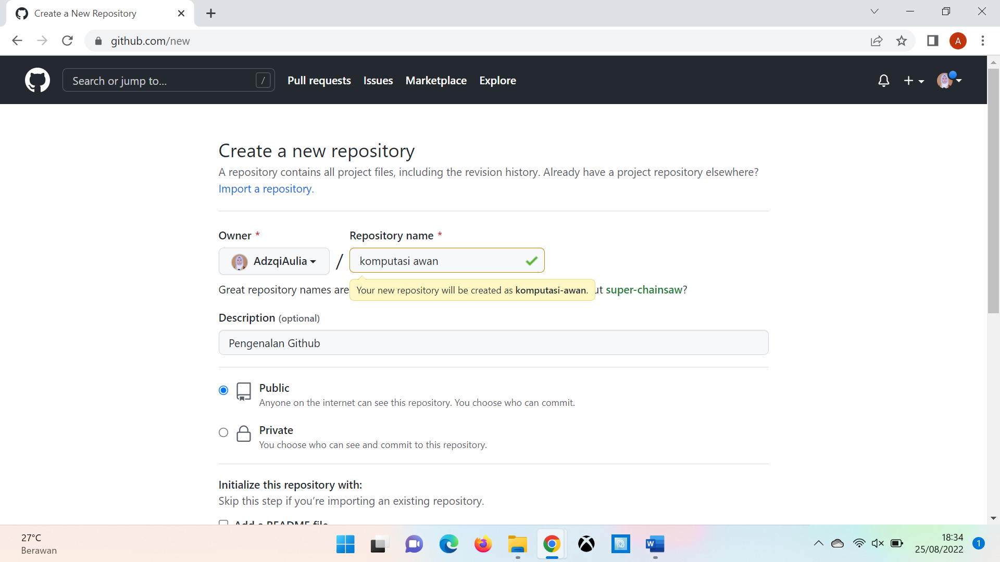 Create a New Repository
github.com/new
A
Search or jump to...
/
Pull requests
Issues
Marketplace
Explore
Create a new repository
A repository contains all project files, including the revision history. Already have a project repository elsewhere?
Import a repository.
Owner *
Repository name *
AdzqiAulia
/
komputasi awan
Great repository names are
Your new repository will be created as komputasi-awan.
ut super-chainsaw?
Description (optional)
Pengenalan Github
Public
Anyone on the internet can see this repository. You choose who can commit.
Private
You choose who can see and commit to this repository.
Initialize this repository with:
Skip this step if you're importing an existing repository.
Add a README file
27°C
Berawan
W
18:34
25/08/2022
1